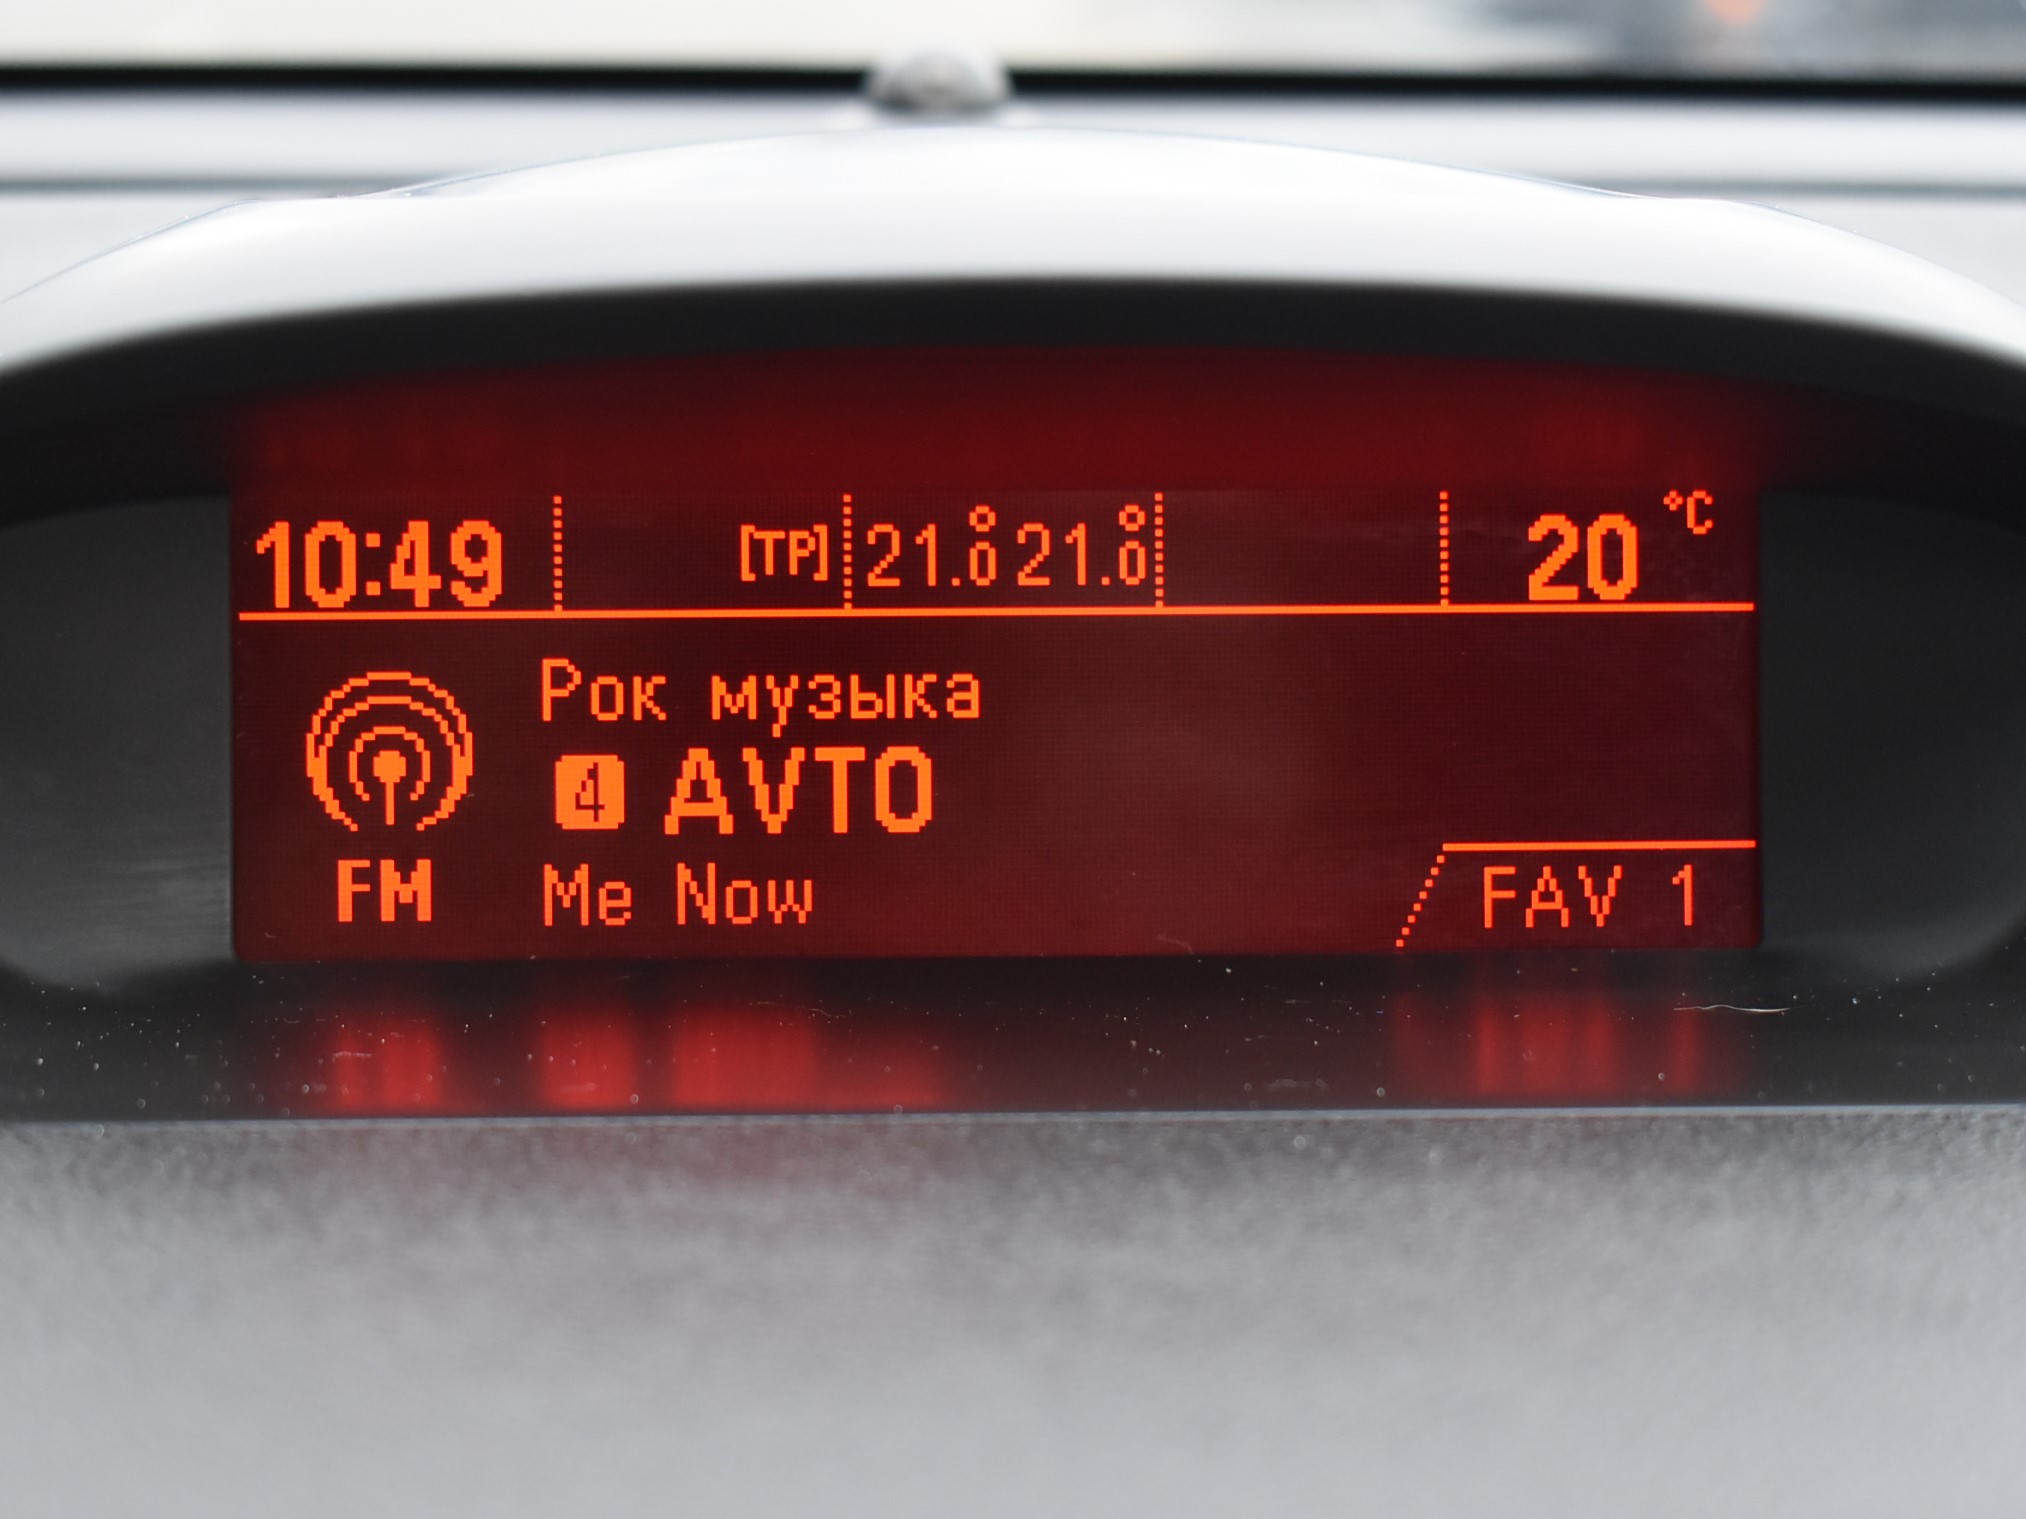 10:49 [TP] 21.0° 21.0° 20 °C
Рок музыка
4 AVTO
FM Me Now FAV 1